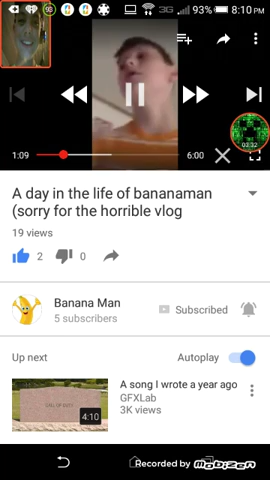 93
3G 93% 8:10 PM
03:32
1:09 6:00
A day in the life of bananaman
(sorry for the horrible vlog
19 views
2 0
Banana Man
5 subscribers
Subscribed
Up next Autoplay
A song I wrote a year ago
GFXLab
3K views
4:10
Recorded by mobizen